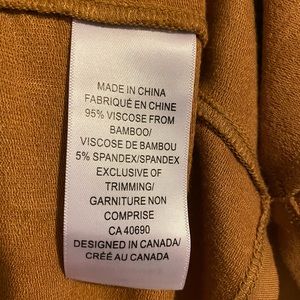 MADE IN CHINA
FABRIQUÉ EN CHINE
95% VISCOSE FROM
BAMBOO/
VISCOSE DE BAMBOU
5% SPANDEX/SPANDEX
EXCLUSIVE OF
TRIMMING/
GARNITURE NON
COMPRISE
CA 40690
DESIGNED IN CANADA/
CRÉÉ AU CANADA